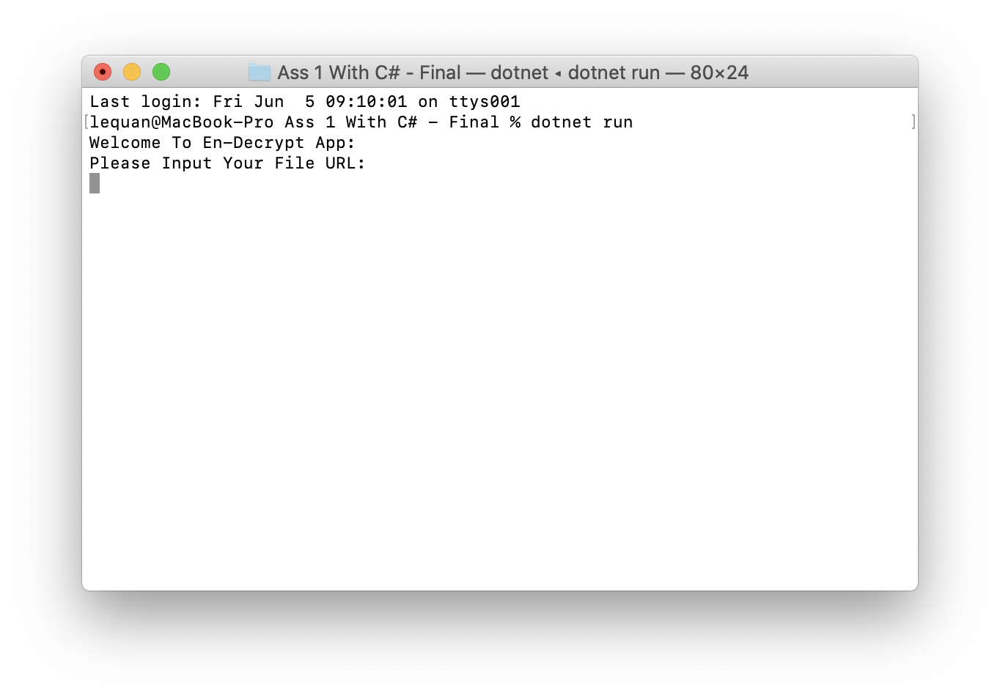 Ass 1 With C# - Final — dotnet ◂ dotnet run — 80×24
Last login: Fri Jun  5 09:10:01 on ttys001
[lequan@MacBook-Pro Ass 1 With C# - Final % dotnet run ]
Welcome To En-Decrypt App:
Please Input Your File URL: